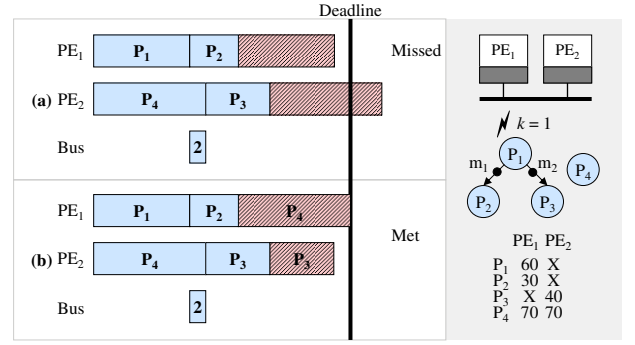 Deadline
PE1 P1 P2 Missed
(a) PE2 P4 P3
Bus 2
PE1 P1 P2 P4
Met
(b) PE2 P4 P3 P3
Bus 2
PE1 PE2
k = 1
P1
m1 m2 P4
P2 P3
PE1 PE2
P1 60 X
P2 30 X
P3 X 40
P4 70 70